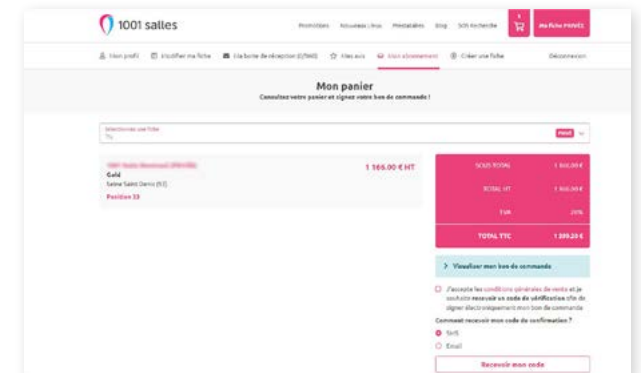 1001 salles
Promotions Nouveaux lieux Prestataires Blog SOS Recherche
Ma fiche PRIVÉE
Mon profil Modifier ma fiche Ma boite de réception Mes avis Mon abonnement Créer une fiche Déconnexion
Mon panier
Consultez votre panier et signez votre bon de commande !
Sélectionnez une fiche
1 166.00 € HT
Gold
Seine Saint Denis (93)
Position 33
SOUS TOTAL 1 166.00 €
TOTAL HT 1 166.00 €
TVA 20%
TOTAL TTC 1 399.20 €
> Visualiser mon bon de commande
J'accepte les conditions générales de vente et je
souhaite recevoir un code de vérification afin de
signer électroniquement mon bon de commande
Comment recevoir mon code de confirmation ?
SMS
Email
Recevoir mon code